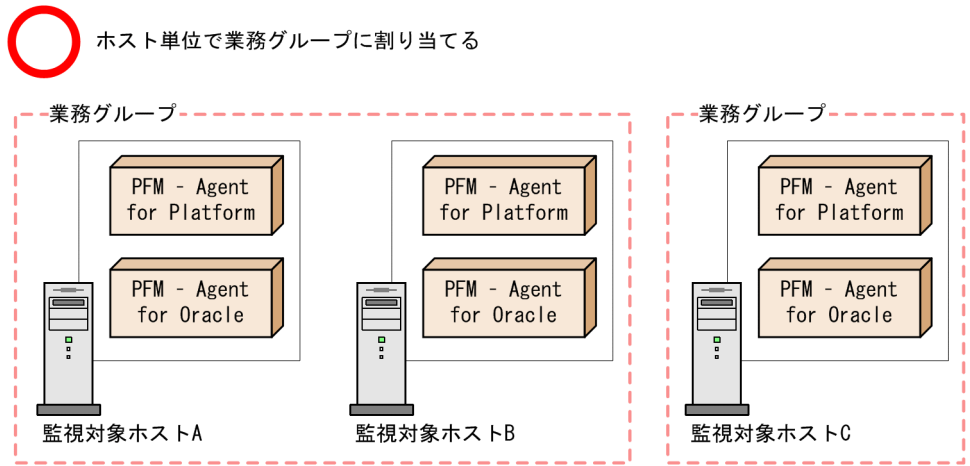 ホスト単位で業務グループに割り当てる
業務グループ
業務グループ
PFM - Agent
for Platform
PFM - Agent
for Platform
PFM - Agent
for Platform
PFM - Agent
for Oracle
PFM - Agent
for Oracle
PFM - Agent
for Oracle
監視対象ホストA
監視対象ホストB
監視対象ホストC